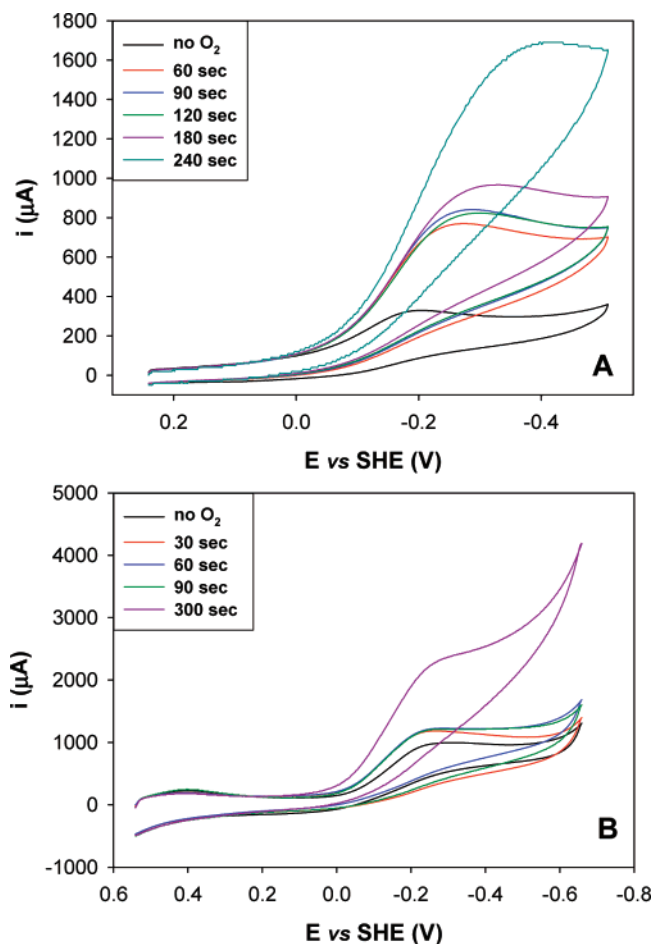 1800
1600
1400
1200
1000
800
600
400
200
0
i (μA)
no O₂
60 sec
90 sec
120 sec
180 sec
240 sec
A
0.2 0.0 -0.2 -0.4
E vs SHE (V)
5000
4000
3000
2000
1000
0
-1000
i (μA)
no O₂
30 sec
60 sec
90 sec
300 sec
B
0.6 0.4 0.2 0.0 -0.2 -0.4 -0.6 -0.8
E vs SHE (V)